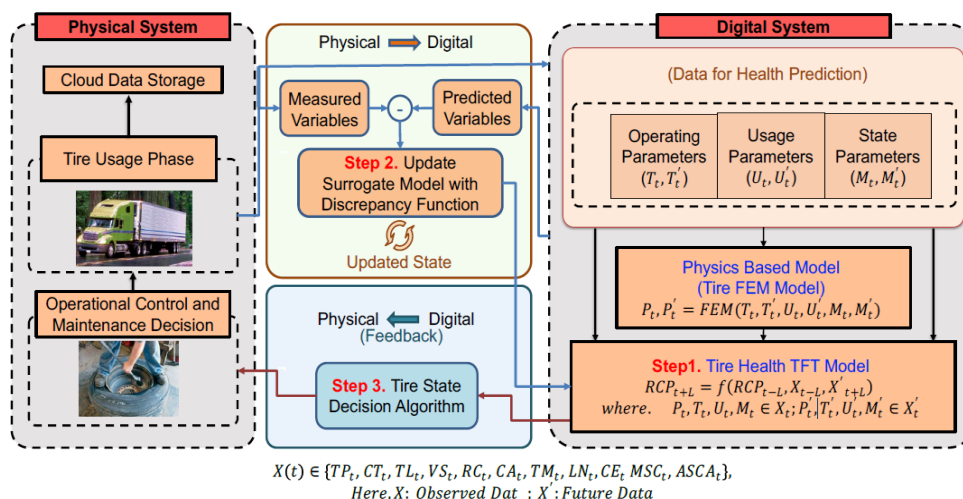 Physical System
Cloud Data Storage
Tire Usage Phase
Operational Control and
Maintenance Decision
Physical Digital
Measured
Variables
-
Predicted
Variables
Step 2. Update
Surrogate Model with
Discrepancy Function
Updated State
Physical Digital
(Feedback)
Step 3. Tire State
Decision Algorithm
Digital System
(Data for Health Prediction)
Operating
Parameters
(T_t, T_t')
Usage
Parameters
(U_t, U_t')
State
Parameters
(M_t, M_t')
Physics Based Model
(Tire FEM Model)
P_t, P_t' = FEM(T_t, T_t', U_t, U_t', M_t, M_t')
Step1. Tire Health TFT Model
RCP_{t+L} = f(RCP_{t-L}, X_{t-L}, X'_{t+L})
where. P_t, T_t, U_t, M_t ∈ X_t; P_t', T_t', U_t', M_t' ∈ X_t'
X(t) ∈ {TP_t, CT_t, TL_t, VS_t, RC_t, CA_t, TM_t, LN_t, CE_t MSC_t, ASCA_t},
Here, X: Observed Dat ; X': Future Data